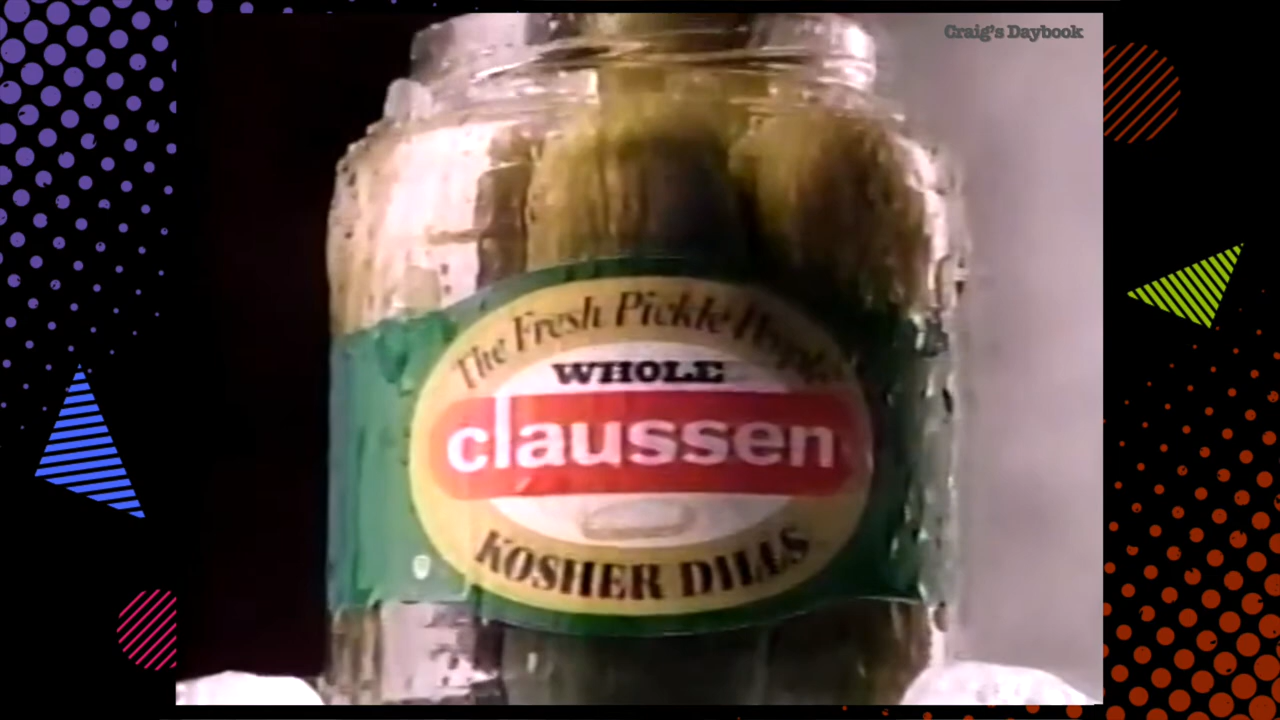 Craig's Daybook
The Fresh Pickle People
WHOLE
claussen
KOSHER DILLS